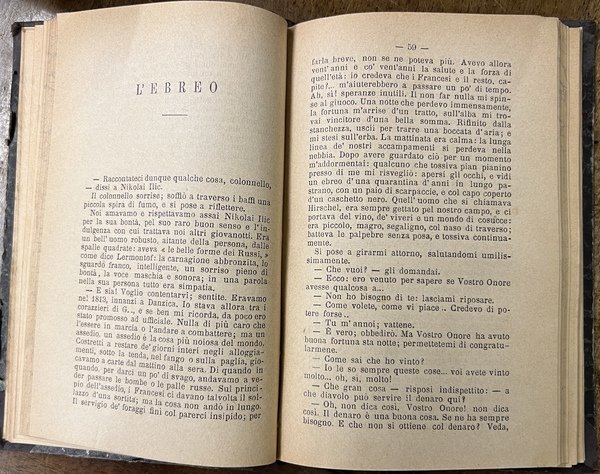 L'EBREO
— Raccontateci dunque qualche cosa, colonnello,
— dissi a Nikolai Ilic.
Il colonnello sorrise; soffiò a traverso i baffi una
piccola spira di fumo, e si pose a riflettere.
Noi amavamo e rispettavamo assai Nikolai Ilic
per la sua bontà, pel suo raro buon senso e l'in-
dulgenza con cui trattava noi altri giovanotti. Era
un bell'uomo robusto, aitante della persona, dalle
spalle quadrate: aveva « le belle forme dei Russi, »
come dice Lermontof: la carnagione abbronzita, lo
sguardo franco, intelligente, un sorriso pieno di
bontà, la voce maschia e sonora; in una parola
nella sua persona tutto era simpatia.
— E sia! Voglio contentarvi; sentite. Eravamo
nel 1813, innanzi a Danzica. Io stava allora tra i
corazzieri di G.., e se ben mi ricorda, da poco ero
stato promosso ad ufficiale. Nulla di più caro che
l'essere in marcia o l'andare a combattere; ma un
assedio, un assedio è la cosa più noiosa del mondo.
Costretti a restare de'giorni interi negli alloggia-
menti, sotto la tenda, nel fango o sulla paglia, gio-
cavamo a carte dal mattino alla sera. Di quando in
quando, per darci un po' di svago, andavamo a veder
passare le bombe o le palle russe. Sul princi-
pio dell'assedio, i Francesi ci davano talvolta il sol-
lazzo d'una sortita; ma la cosa non andò in lungo.
Il servigio de' foraggi finì col parerci insipido; per
— 59 —
farla breve, non se ne poteva più. Avevo allora
vent'anni e co' vent'anni la salute e la forza di
quell'età: io credeva che i Francesi e il resto, ca-
pite?... m'aiuterebbero a passare un po' di tempo.
Ah, sì! speranze inutili. Il non far nulla mi spin-
se al giuoco. Una notte che perdevo immensamente,
la fortuna m'arrise d'un tratto, sull'alba mi tro-
vai vincitore d'una bella somma. Rifinito dalla
stanchezza, uscii per trarre una boccata d'aria; e
mi stesi sull'erba. La mattinata era calma: la lunga
linea de' nostri accampamenti si perdeva nella
nebbia. Dopo avere guardato ciò per un momento
m'addormentai: qualcuno che tossiva pian pianino
presso di me mi risvegliò: apersi gli occhi, e vidi
un ebreo d'una quarantina d'anni in lungo pa-
strano, con un paio di scarpaccie, e col capo coperto
d'un caschetto nero. Quell'uomo che si chiamava
Hirschel, era sempre pettato pel nostro campo, e ci
portava del vino, de' viveri e un mondo di cosucce:
era piccolo, magro, segaligno, col naso di traverso;
batteva le palpebre senza posa, e tossiva continua-
mente.
Si pose a girarmi attorno, salutandomi umilis-
simamente.
— Che vuoi? — gli domandai.
— Ecco: ero venuto per sapere se Vostro Onore
avesse qualcosa a...
— Non ho bisogno di te: lasciami riposare.
— Come volete, come vi piace.. Credevo di po-
tere forse ..
— Tu m' annoi; vattene.
— È vero; obbedirò. Ma Vostro Onore ha avuto
buona fortuna sta notte; permettetemi di congratu-
larmene.
— Come sai che ho vinto?
— Io le so sempre queste cose... voi avete vinto
molto... oh, sì, molto!
— Che gran cosa — risposi indispettito: — a
che diavolo può servire il denaro qui?
— Oh, non dica così, Vostro Onore! non dica
così. Il denaro è una buona cosa. Se ne ha sempre
bisogno. E che non si ottiene col denaro? Veda,